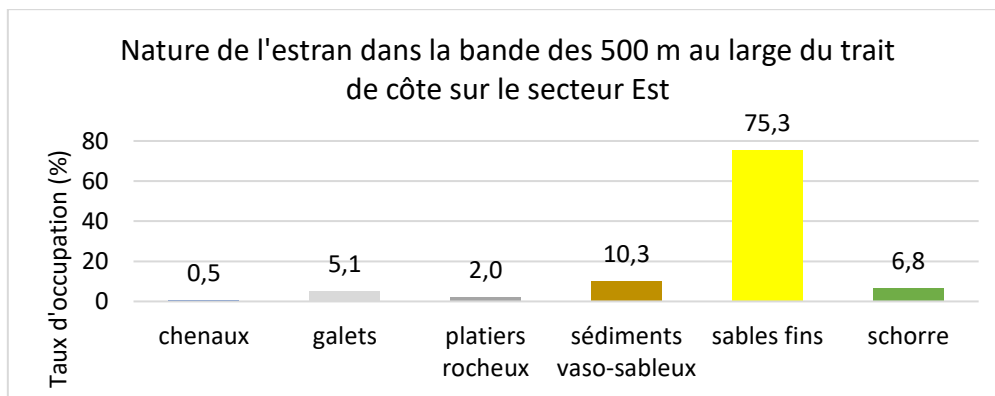 Nature de l'estran dans la bande des 500 m au large du trait
de côte sur le secteur Est
Taux d'occupation (%)
80
60
40
20
0
0,5
5,1
2,0
10,3
75,3
6,8
chenaux
galets
platiers
rocheux
sédiments
vaso-sableux
sables fins
schorre